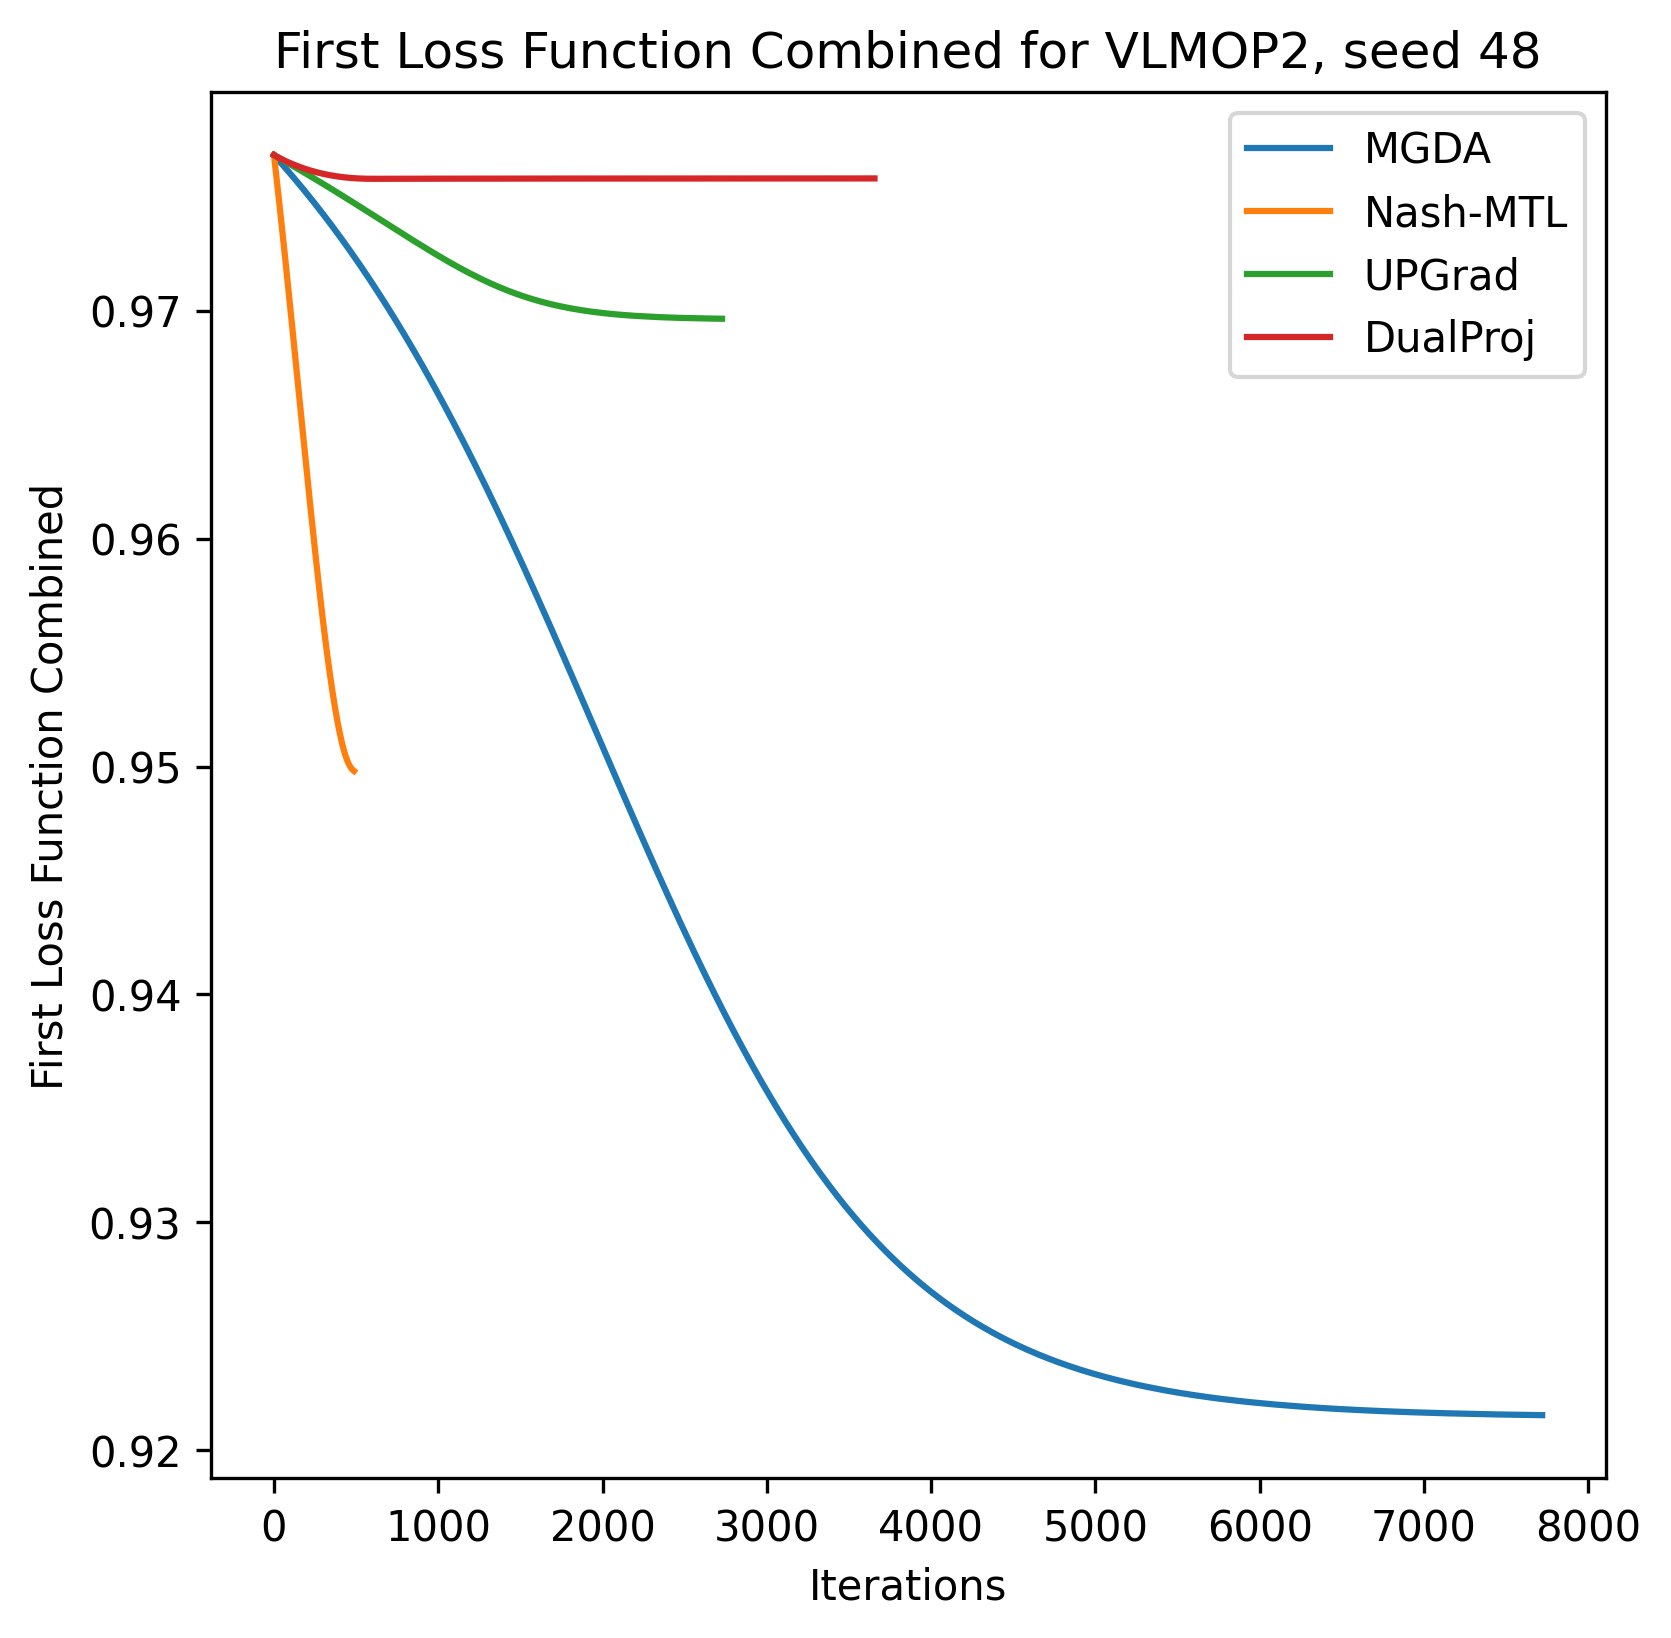 First Loss Function Combined for VLMOP2, seed 48
MGDA
Nash-MTL
UPGrad
DualProj
First Loss Function Combined
0.97
0.96
0.95
0.94
0.93
0.92
0 1000 2000 3000 4000 5000 6000 7000 8000
Iterations